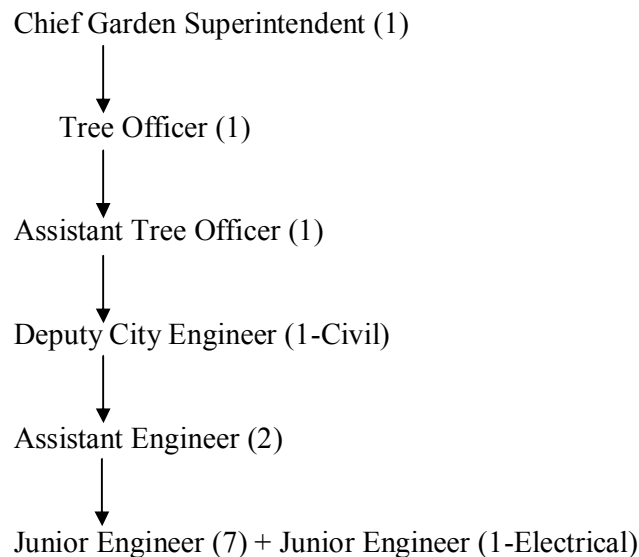 Chief Garden Superintendent (1)
Tree Officer (1)
Assistant Tree Officer (1)
Deputy City Engineer (1-Civil)
Assistant Engineer (2)
Junior Engineer (7) + Junior Engineer (1-Electrical)